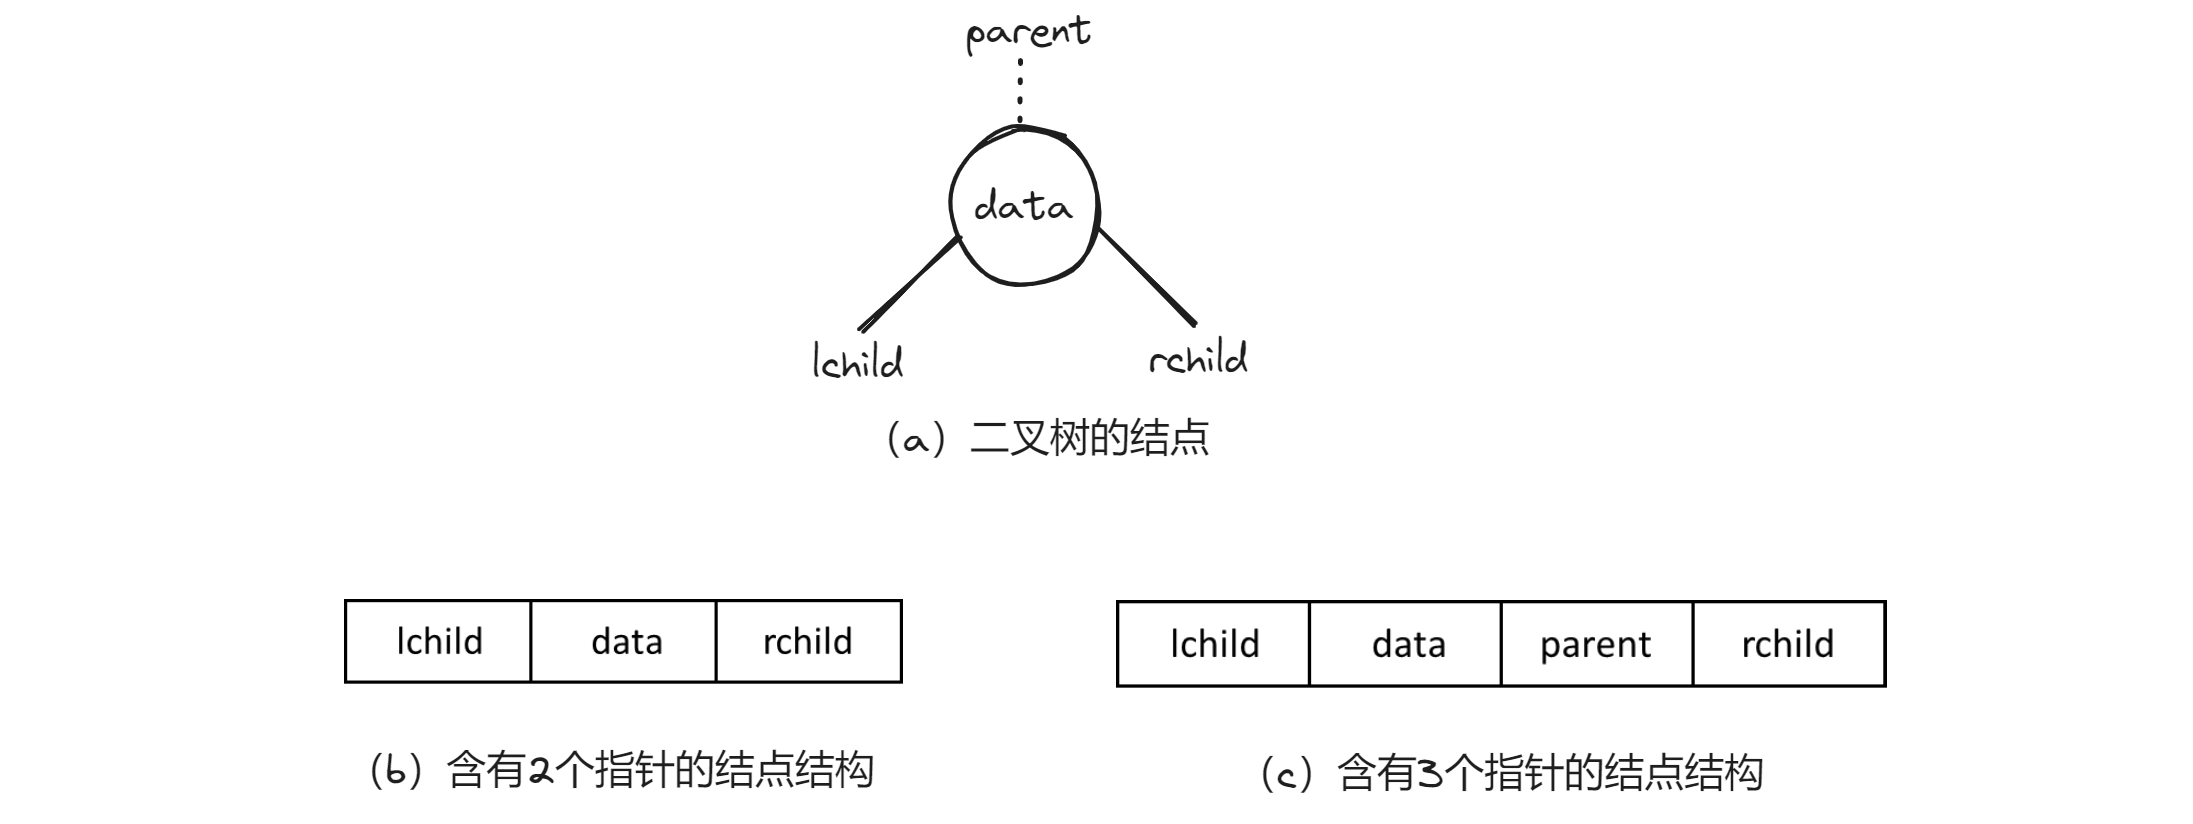 parent
data
lchild
rchild
（a）二叉树的结点
lchild data rchild
lchild data parent rchild
（b）含有2个指针的结点结构
（c）含有3个指针的结点结构